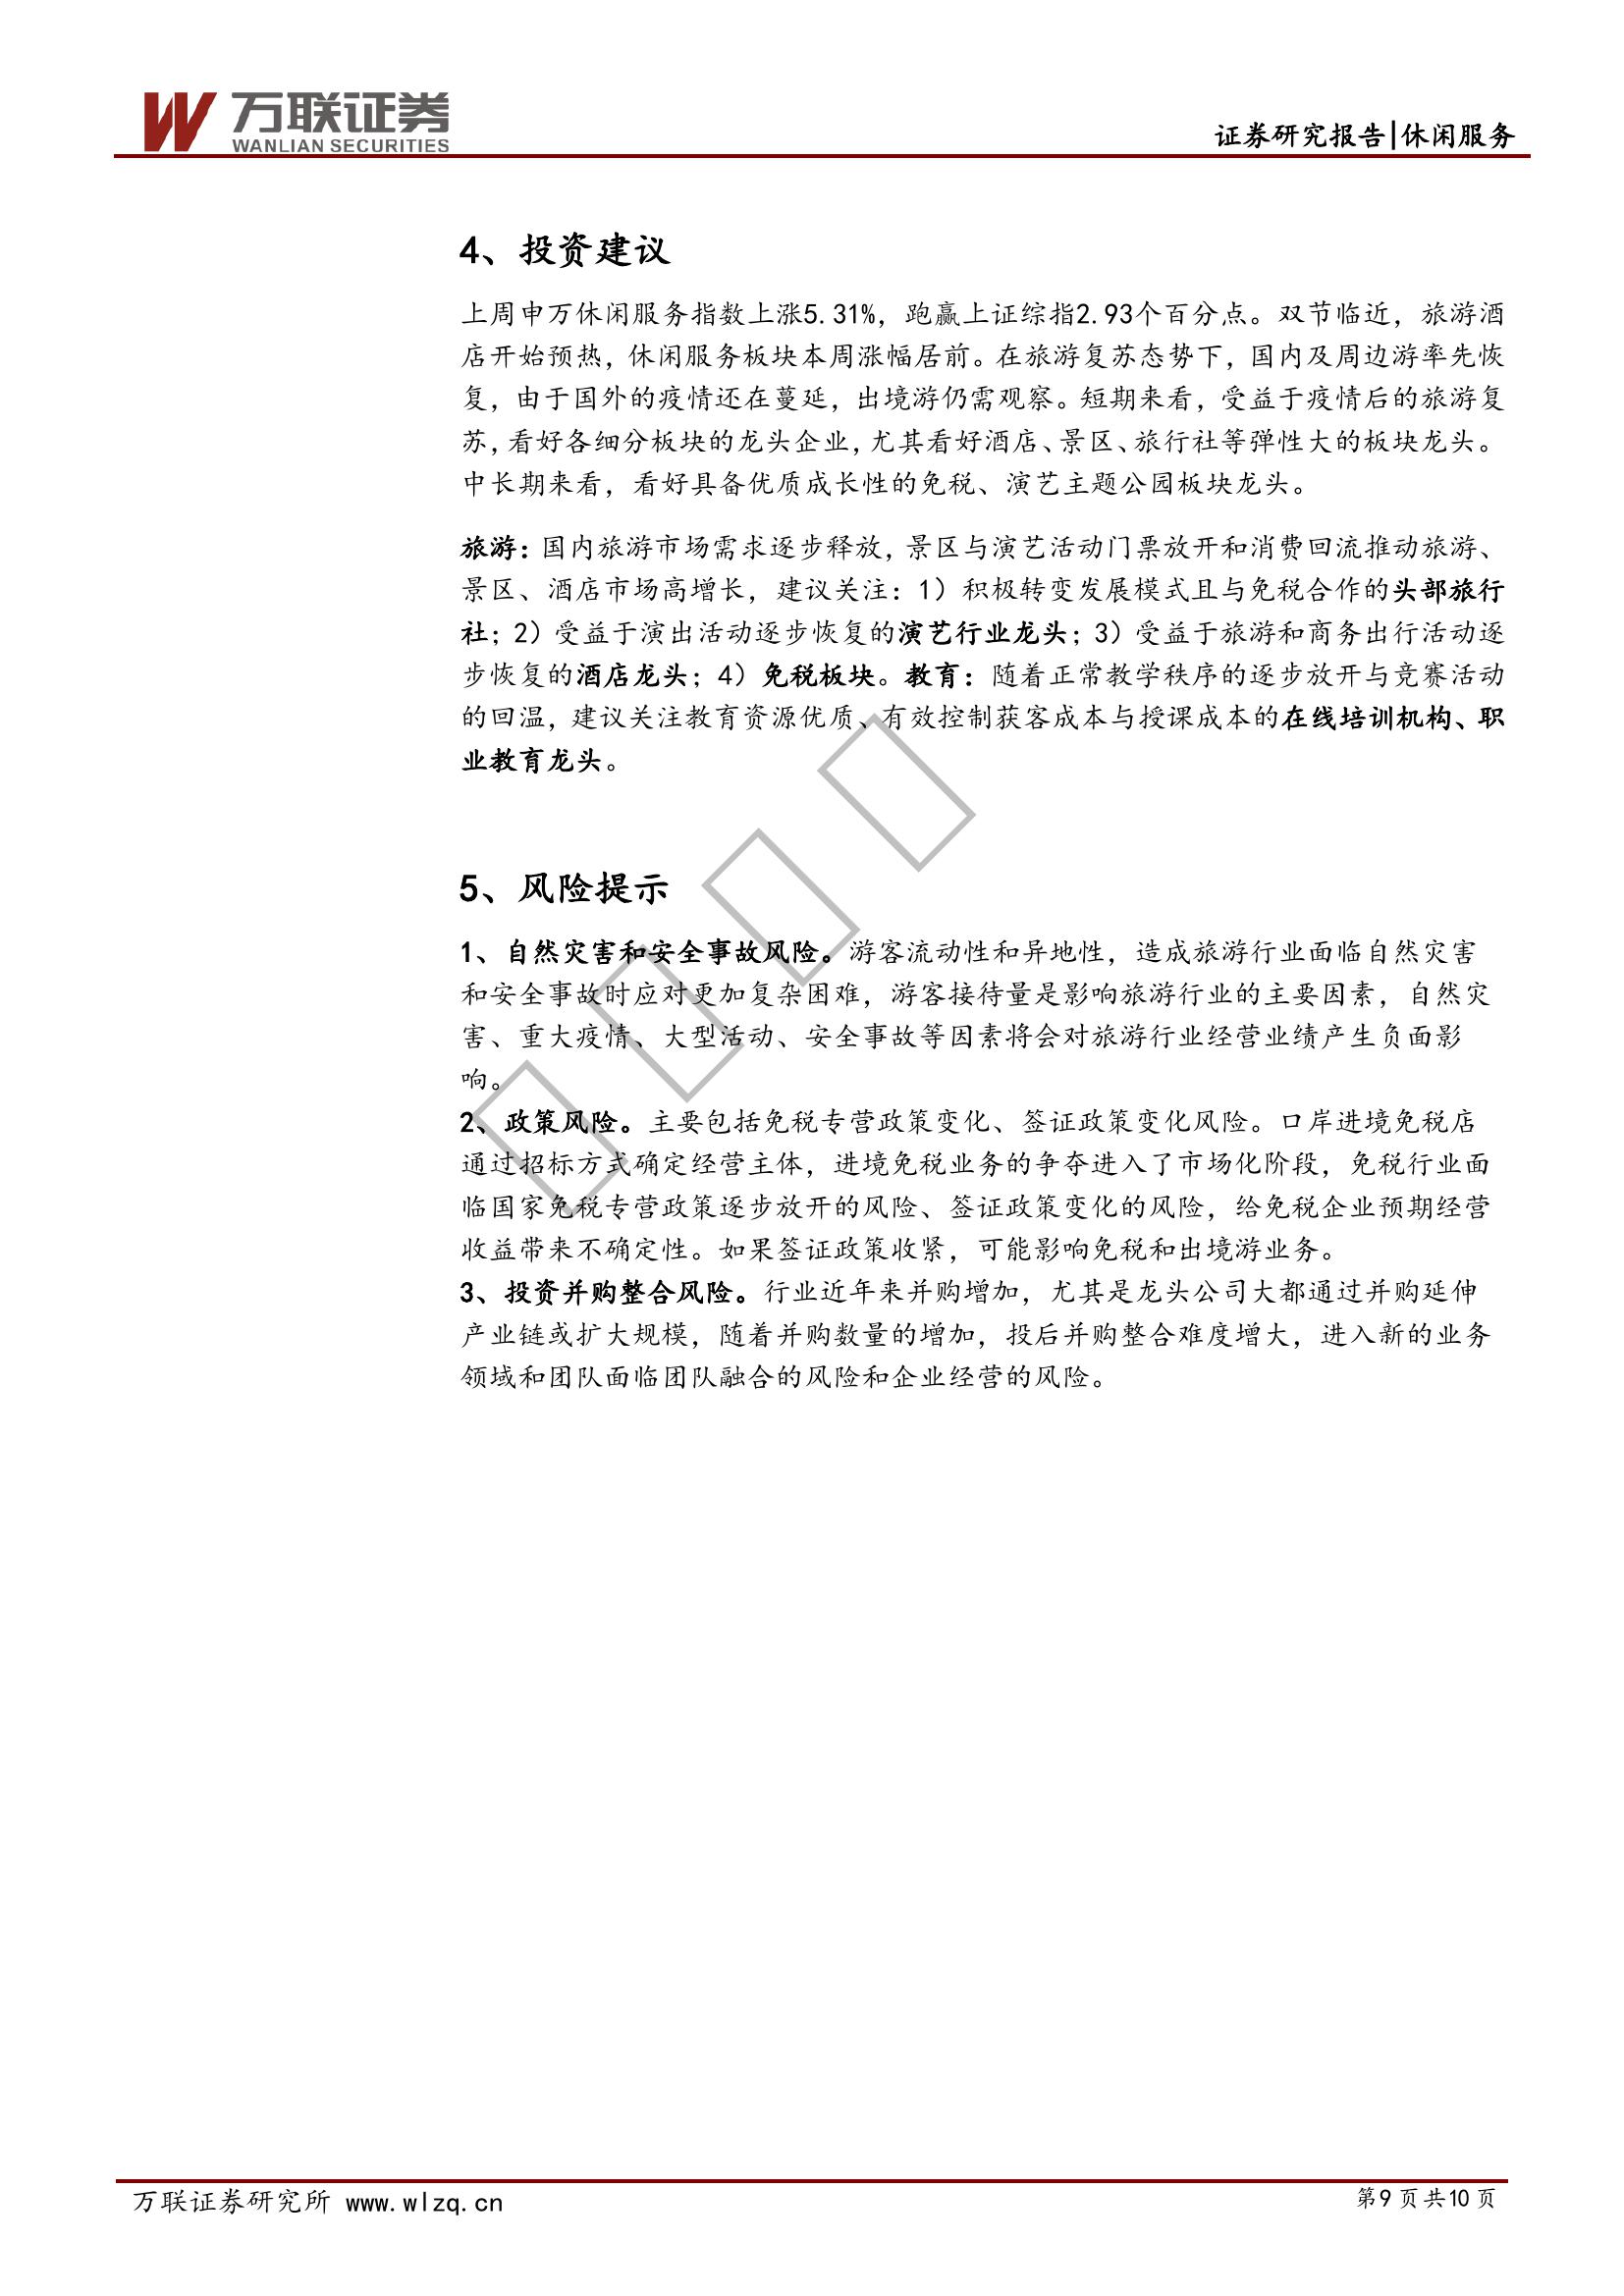 万联证券
WANLIAN SECURITIES
证券研究报告|休闲服务
4、投资建议
上周申万休闲服务指数上涨5.31%，跑赢上证综指2.93个百分点。双节临近，旅游酒
店开始预热，休闲服务板块本周涨幅居前。在旅游复苏态势下，国内及周边游率先恢
复，由于国外的疫情还在蔓延，出境游仍需观察。短期来看，受益于疫情后的旅游复
苏，看好各细分板块的龙头企业，尤其看好酒店、景区、旅行社等弹性大的板块龙头。
中长期来看，看好具备优质成长性的免税、演艺主题公园板块龙头。
旅游：国内旅游市场需求逐步释放，景区与演艺活动门票放开和消费回流推动旅游、
景区、酒店市场高增长，建议关注：1）积极转变发展模式且与免税合作的头部旅行
社；2）受益于演出活动逐步恢复的演艺行业龙头；3）受益于旅游和商务出行活动逐
步恢复的酒店龙头；4）免税板块。教育：随着正常教学秩序的逐步放开与竞赛活动
的回温，建议关注教育资源优质、有效控制获客成本与授课成本的在线培训机构、职
业教育龙头。
5、风险提示
1、自然灾害和安全事故风险。游客流动性和异地性，造成旅游行业面临自然灾害
和安全事故时应对更加复杂困难，游客接待量是影响旅游行业的主要因素，自然灾
害、重大疫情、大型活动、安全事故等因素将会对旅游行业经营业绩产生负面影
响。
2、政策风险。主要包括免税专营政策变化、签证政策变化风险。口岸进境免税店
通过招标方式确定经营主体，进境免税业务的争夺进入了市场化阶段，免税行业面
临国家免税专营政策逐步放开的风险、签证政策变化的风险，给免税企业预期经营
收益带来不确定性。如果签证政策收紧，可能影响免税和出境游业务。
3、投资并购整合风险。行业近年来并购增加，尤其是龙头公司大都通过并购延伸
产业链或扩大规模，随着并购数量的增加，投后并购整合难度增大，进入新的业务
领域和团队面临团队融合的风险和企业经营的风险。
万联证券研究所 www.wlzq.cn
第9页共10页